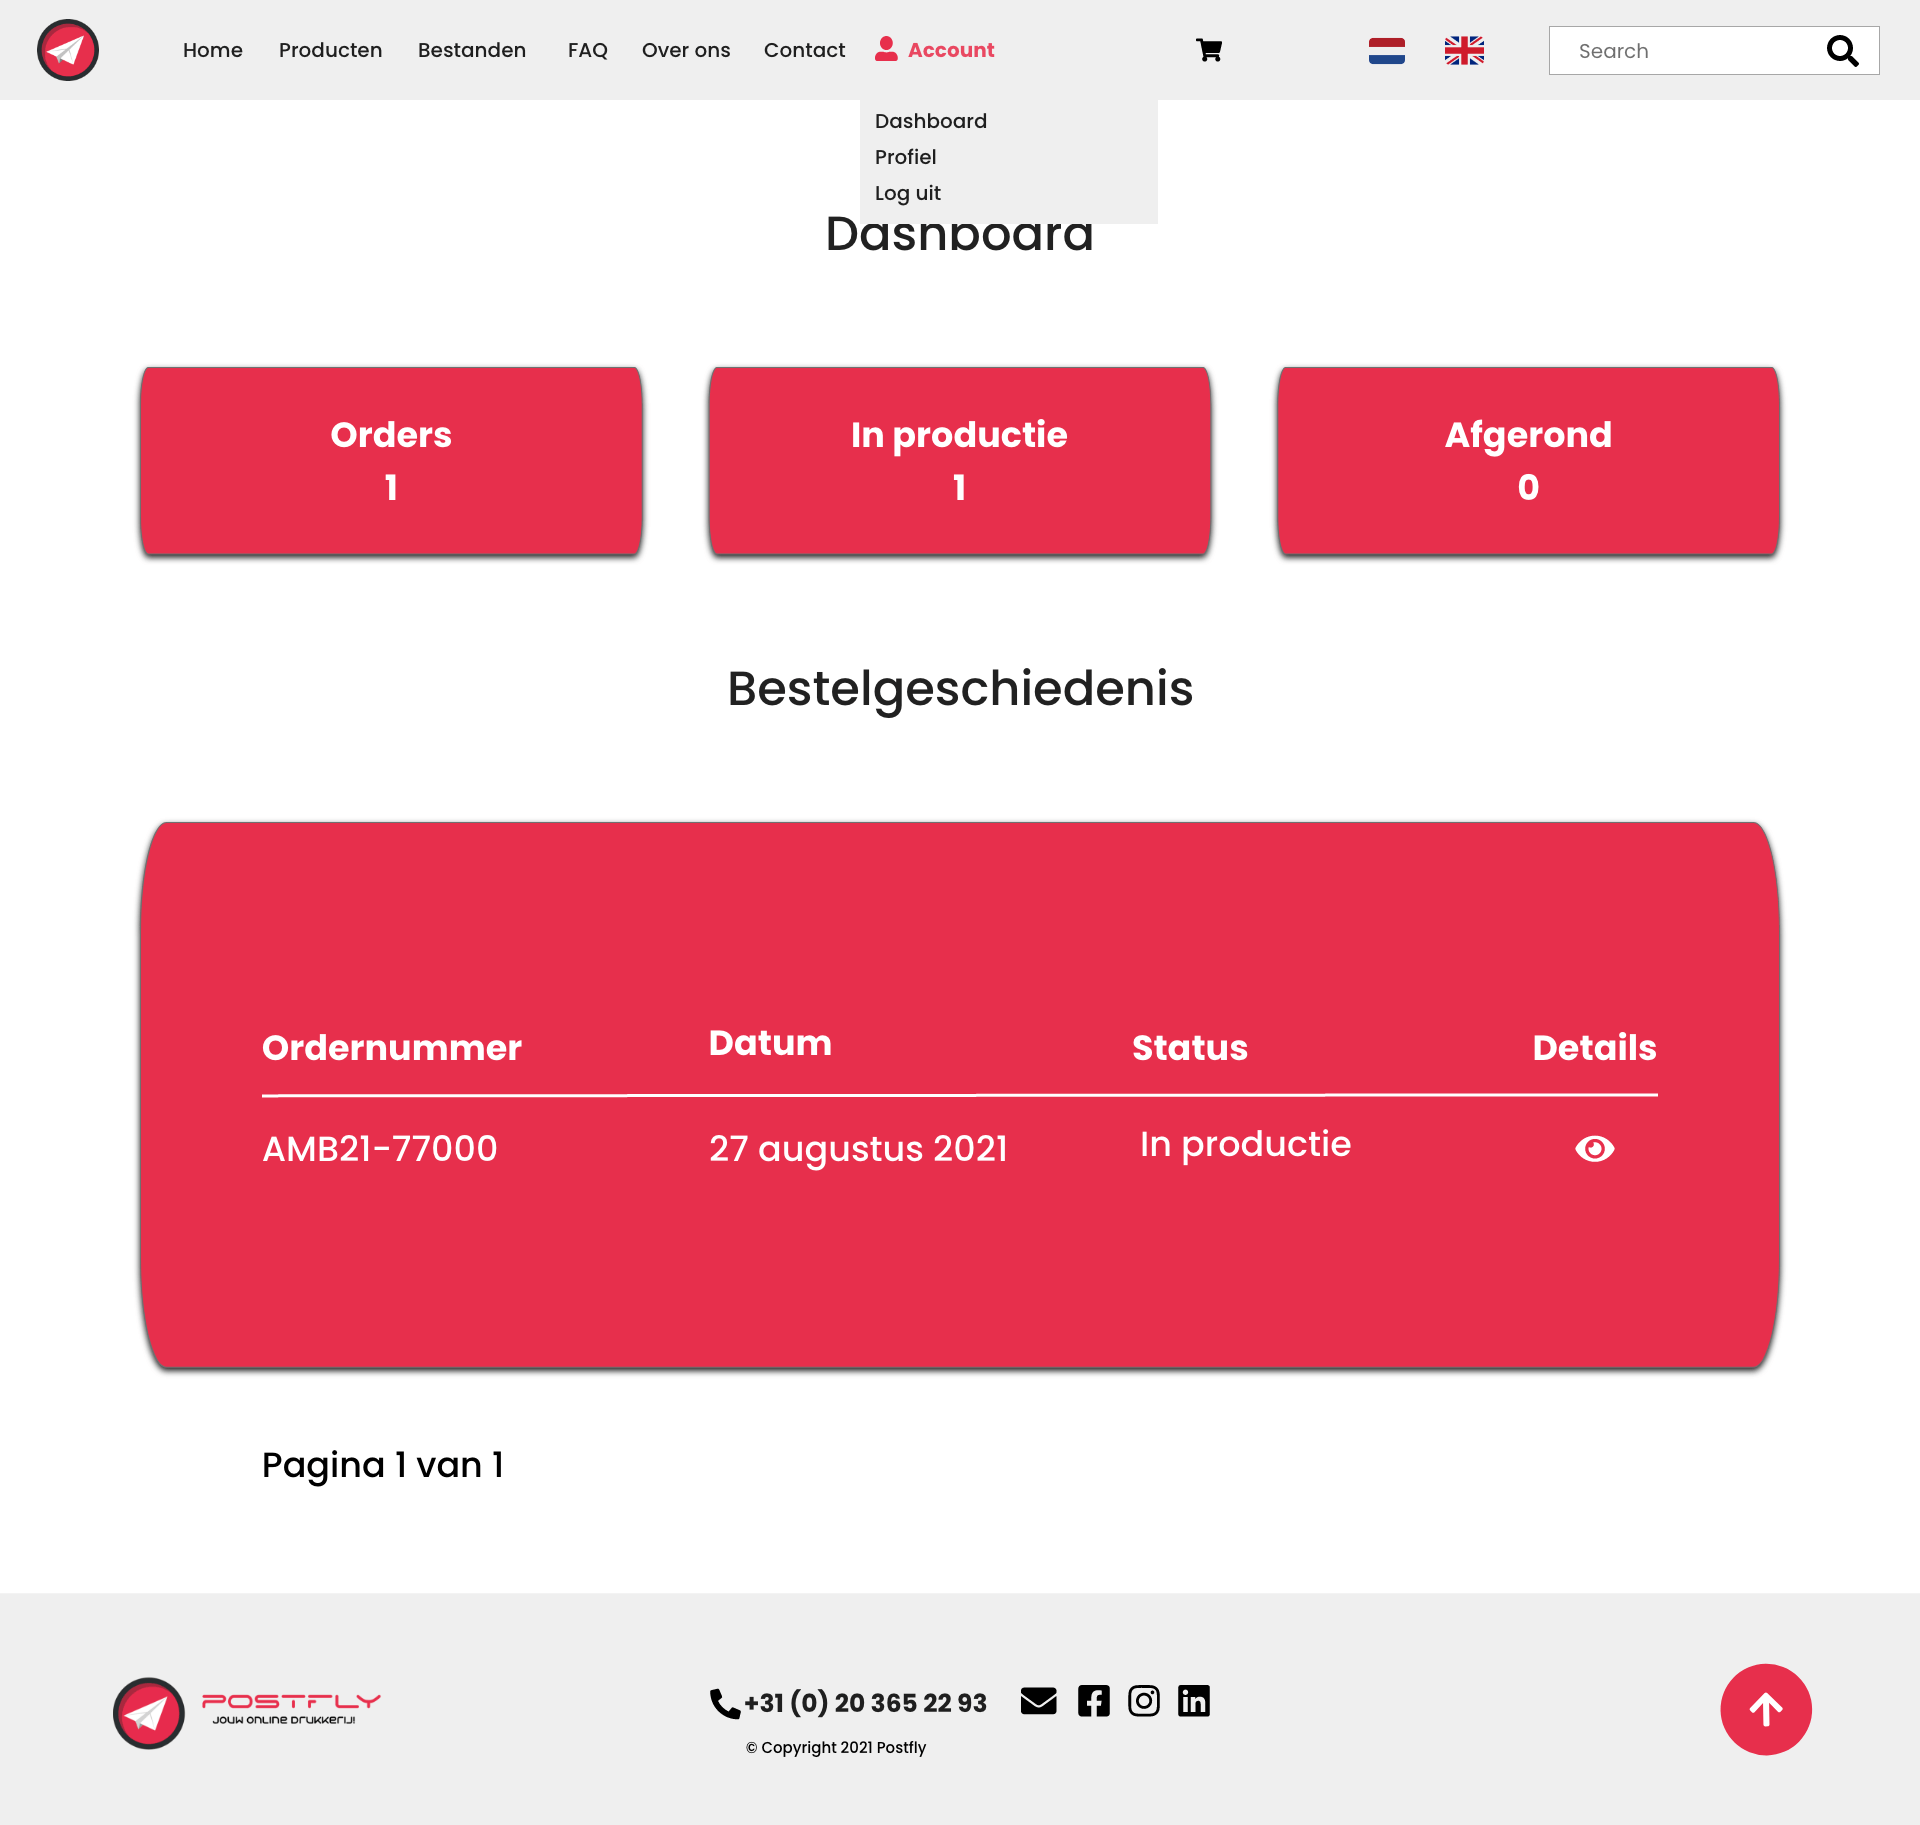 Home Producten Bestanden FAQ Over ons Contact Account Search
Dashboard
Profiel
Log uit
Dashboard
Orders
1
In productie
1
Afgerond
0
Bestelgeschiedenis
Ordernummer Datum Status Details
AMB21-77000 27 augustus 2021 In productie
Pagina 1 van 1
POSTFLY
JOUW ONLINE DRUKKERIJ!
+31 (0) 20 365 22 93
© Copyright 2021 Postfly